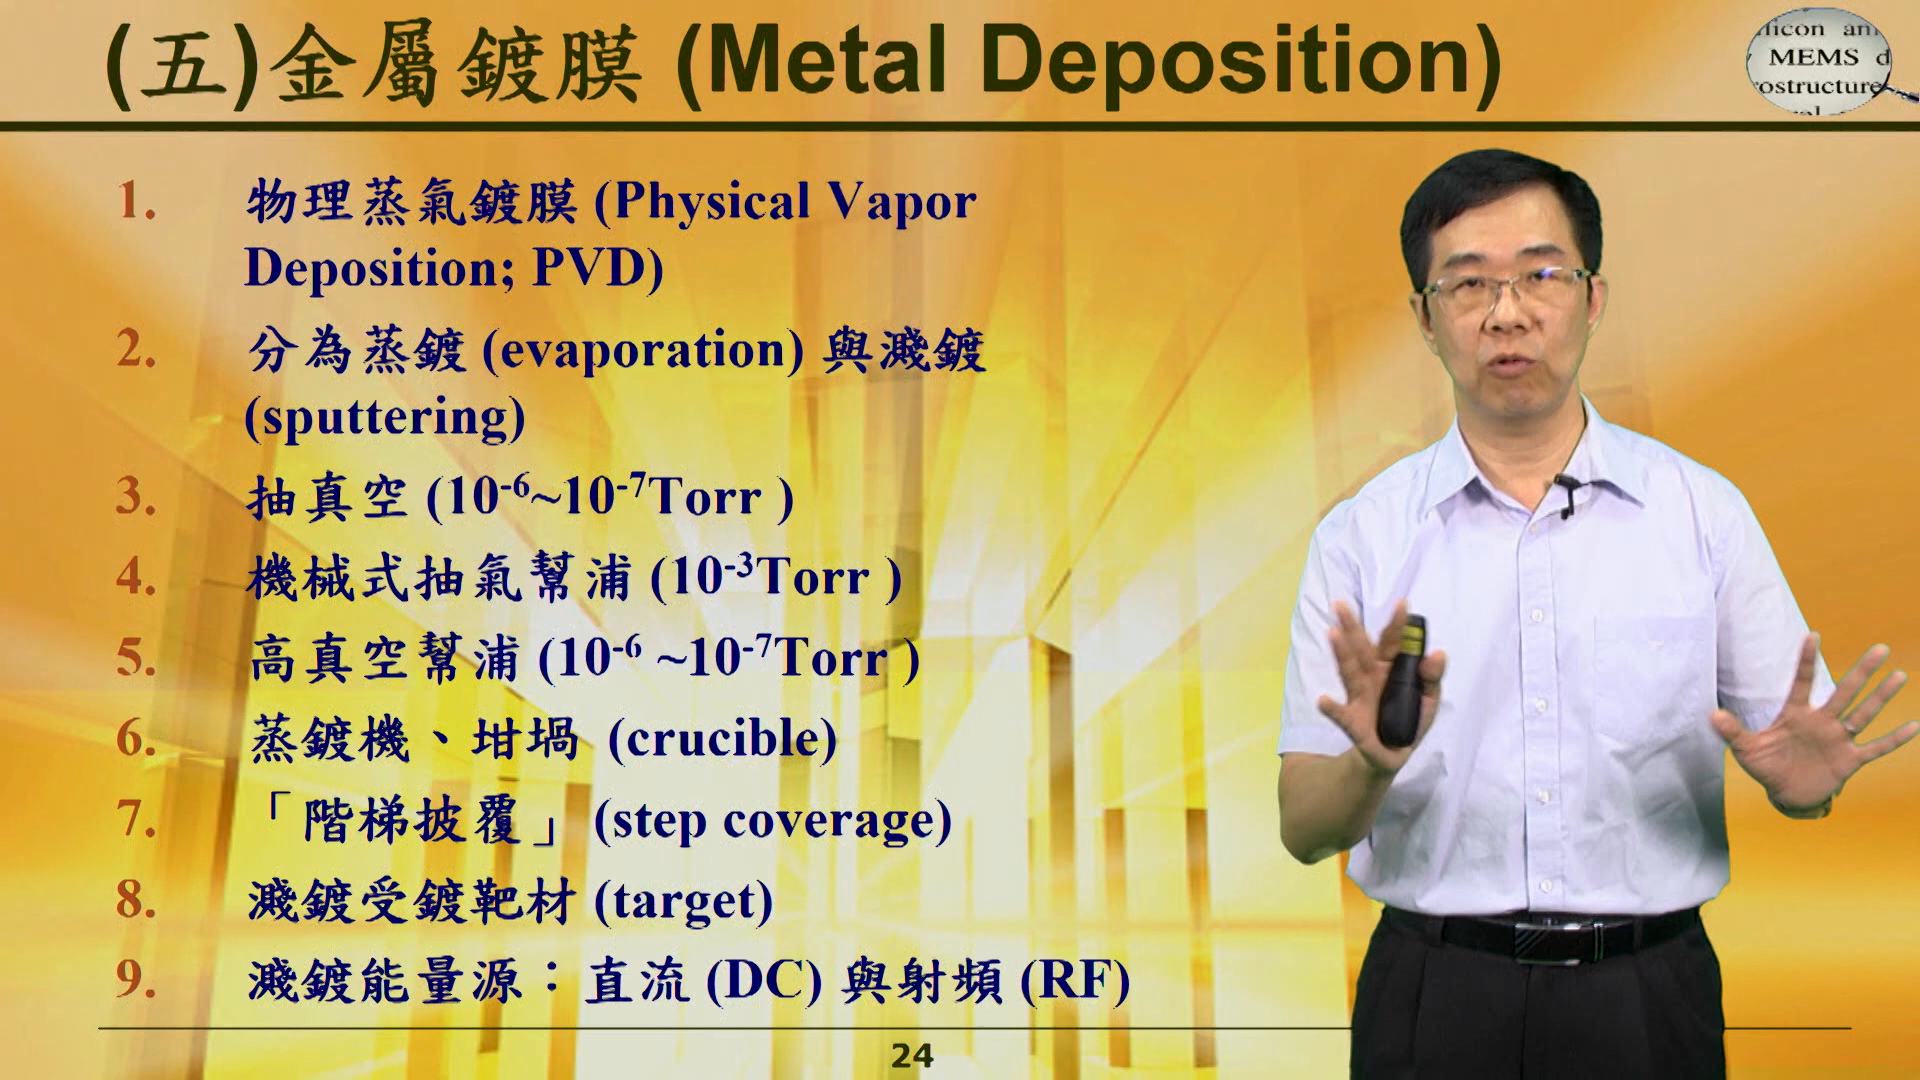 (五)金屬鍍膜 (Metal Deposition)
licon an
MEMS d
ostructure
1. 物理蒸氣鍍膜 (Physical Vapor
Deposition; PVD)
2. 分為蒸鍍 (evaporation) 與濺鍍
(sputtering)
3. 抽真空 (10⁻⁶~10⁻⁷Torr )
4. 機械式抽氣幫浦 (10⁻³Torr )
5. 高真空幫浦 (10⁻⁶ ~10⁻⁷Torr )
6. 蒸鍍機、坩堝 (crucible)
7. 「階梯披覆」 (step coverage)
8. 濺鍍受鍍靶材 (target)
9. 濺鍍能量源：直流 (DC) 與射頻 (RF)
24